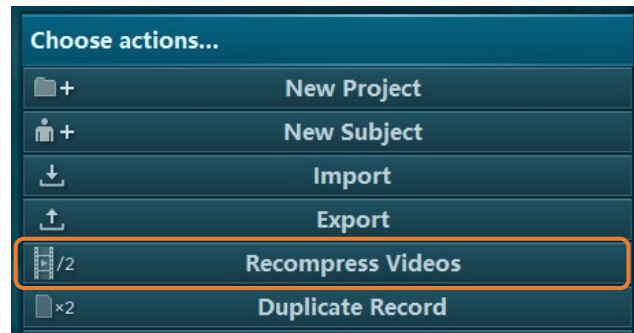 Choose actions...
+ New Project
+ New Subject
Import
Export
/2 Recompress Videos
×2 Duplicate Record